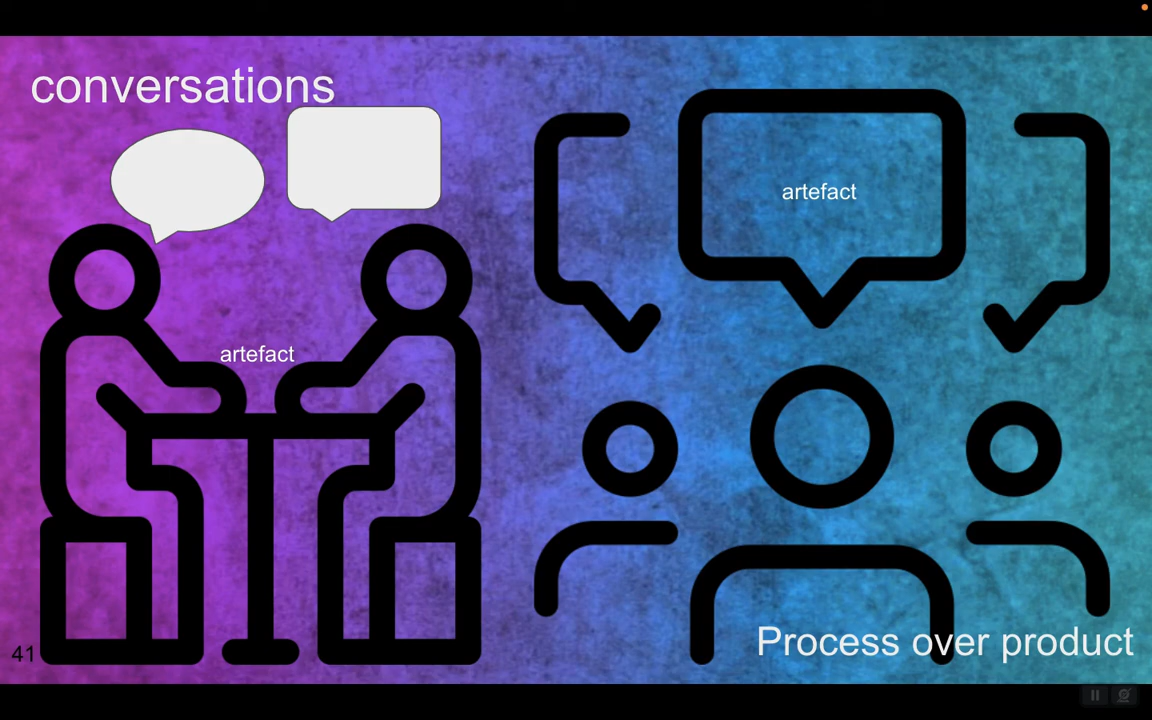 conversations
artefact
artefact
Process over product
41